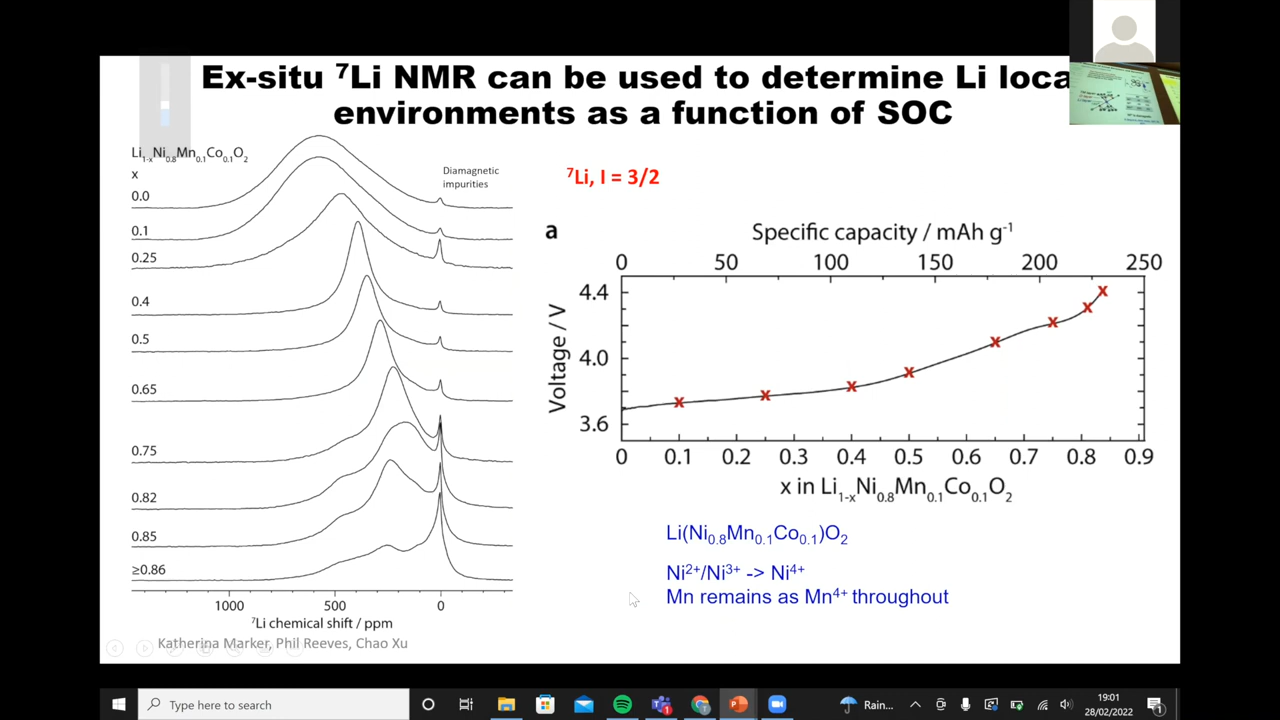 Ex-situ ⁷Li NMR can be used to determine Li loca
environments as a function of SOC
Li₁₋ₓNi₀.₈Mn₀.₁Co₀.₁O₂
x
0.0
0.1
0.25
0.4
0.5
0.65
0.75
0.82
0.85
≥0.86
Diamagnetic
impurities
1000 500 0
⁷Li chemical shift / ppm
Katherina Marker, Phil Reeves, Chao Xu
⁷Li, I = 3/2
a
Specific capacity / mAh g⁻¹
0 50 100 150 200 250
Voltage / V
4.4
4.0
3.6
0 0.1 0.2 0.3 0.4 0.5 0.6 0.7 0.8 0.9
x in Li₁₋ₓNi₀.₈Mn₀.₁Co₀.₁O₂
Li(Ni₀.₈Mn₀.₁Co₀.₁)O₂
Ni²⁺/Ni³⁺ -> Ni⁴⁺
Mn remains as Mn⁴⁺ throughout
Type here to search
Rain...
19:01
28/02/2022